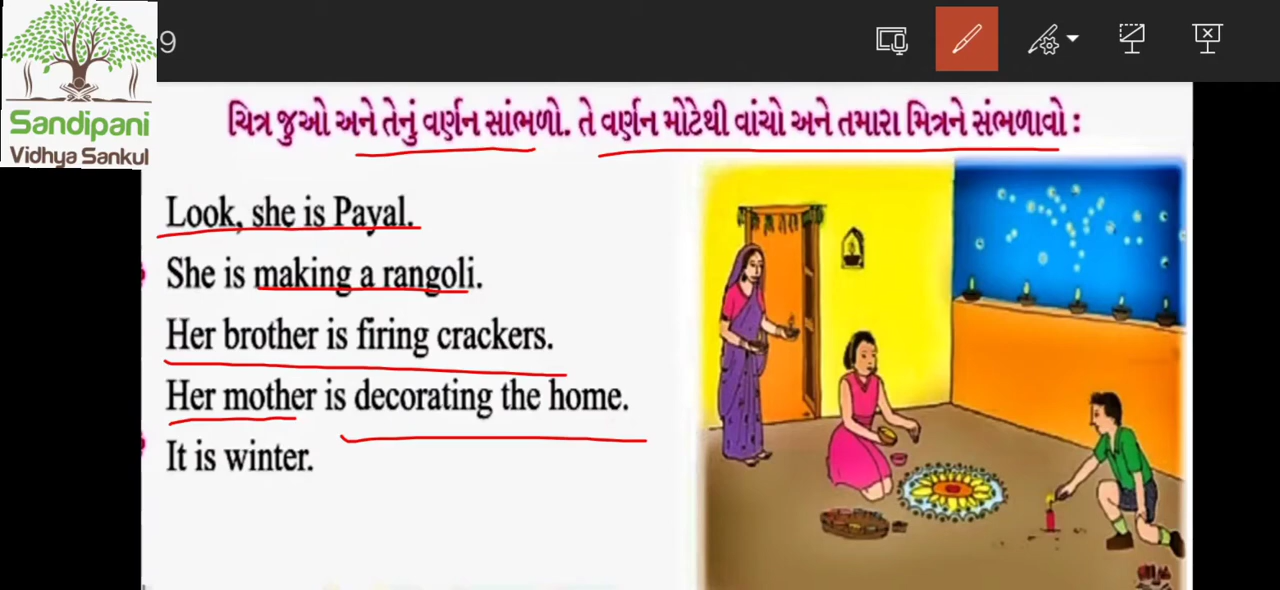 Sandipani
Vidhya Sankul
9
ચિત્ર જુઓ અને તેનું વર્ણન સાંભળો. તે વર્ણન મોટેથી વાંચો અને તમારા મિત્રને સંભળાવો :
Look, she is Payal.
She is making a rangoli.
Her brother is firing crackers.
Her mother is decorating the home.
It is winter.